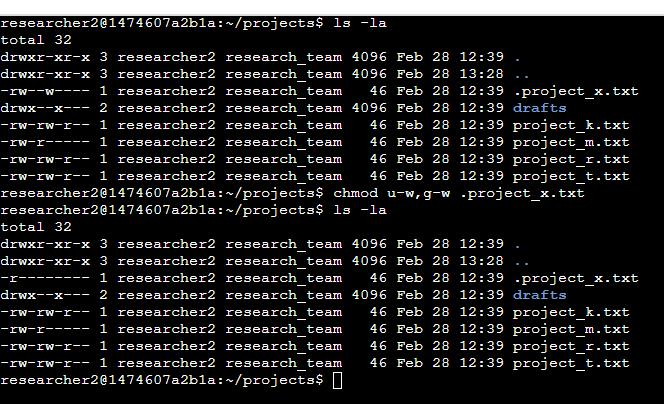 researcher2@1474607a2b1a:~/projects$ ls -la
total 32
drwxr-xr-x 3 researcher2 research_team 4096 Feb 28 12:39 .
drwxr-xr-x 3 researcher2 research_team 4096 Feb 28 13:28 ..
-rw--w---- 1 researcher2 research_team   46 Feb 28 12:39 .project_x.txt
drwx--x--- 2 researcher2 research_team 4096 Feb 28 12:39 drafts
-rw-rw-r-- 1 researcher2 research_team   46 Feb 28 12:39 project_k.txt
-rw-r----- 1 researcher2 research_team   46 Feb 28 12:39 project_m.txt
-rw-rw-r-- 1 researcher2 research_team   46 Feb 28 12:39 project_r.txt
-rw-rw-r-- 1 researcher2 research_team   46 Feb 28 12:39 project_t.txt
researcher2@1474607a2b1a:~/projects$ chmod u-w,g-w .project_x.txt
researcher2@1474607a2b1a:~/projects$ ls -la
total 32
drwxr-xr-x 3 researcher2 research_team 4096 Feb 28 12:39 .
drwxr-xr-x 3 researcher2 research_team 4096 Feb 28 13:28 ..
-r-------- 1 researcher2 research_team   46 Feb 28 12:39 .project_x.txt
drwx--x--- 2 researcher2 research_team 4096 Feb 28 12:39 drafts
-rw-rw-r-- 1 researcher2 research_team   46 Feb 28 12:39 project_k.txt
-rw-r----- 1 researcher2 research_team   46 Feb 28 12:39 project_m.txt
-rw-rw-r-- 1 researcher2 research_team   46 Feb 28 12:39 project_r.txt
-rw-rw-r-- 1 researcher2 research_team   46 Feb 28 12:39 project_t.txt
researcher2@1474607a2b1a:~/projects$